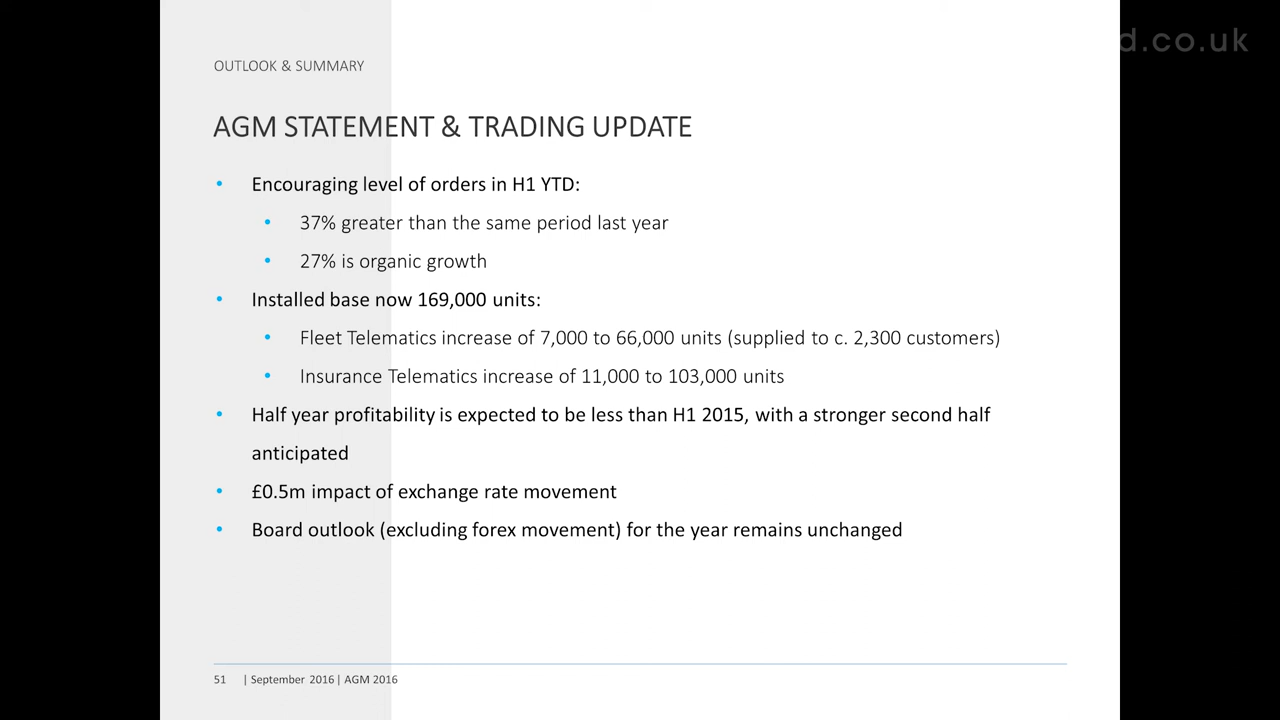 d.co.uk
OUTLOOK & SUMMARY
AGM STATEMENT & TRADING UPDATE
• Encouraging level of orders in H1 YTD:
• 37% greater than the same period last year
• 27% is organic growth
• Installed base now 169,000 units:
• Fleet Telematics increase of 7,000 to 66,000 units (supplied to c. 2,300 customers)
• Insurance Telematics increase of 11,000 to 103,000 units
• Half year profitability is expected to be less than H1 2015, with a stronger second half
anticipated
• £0.5m impact of exchange rate movement
• Board outlook (excluding forex movement) for the year remains unchanged
51 | September 2016 | AGM 2016